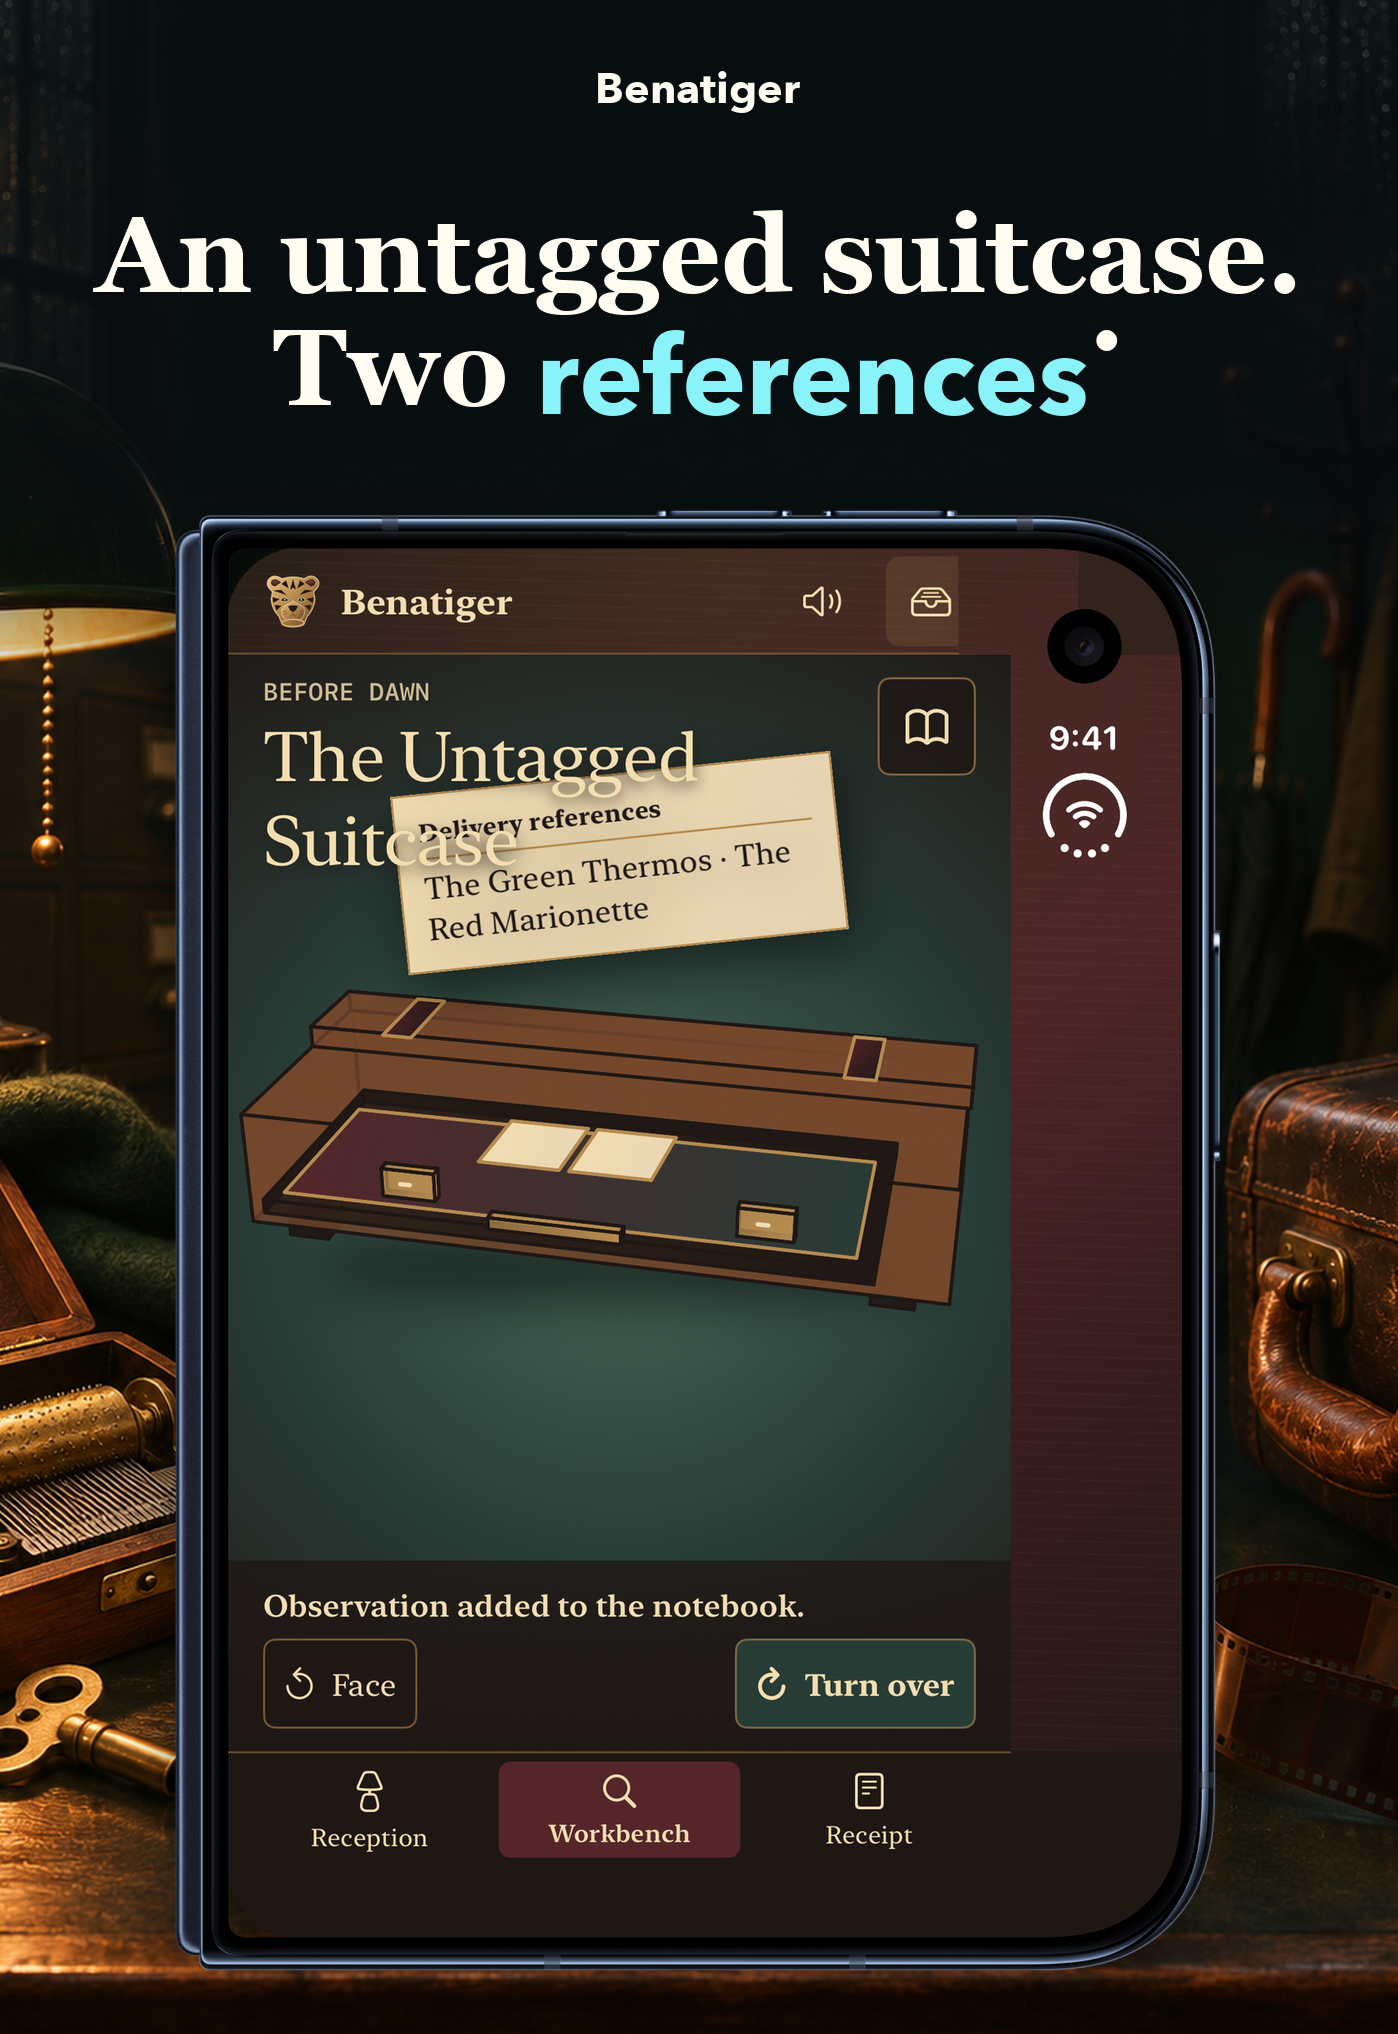 Benatiger
An untagged suitcase.
Two references.
Benatiger
9:41
BEFORE DAWN
The Untagged
Suitcase
Delivery references
The Green Thermos · The
Red Marionette
Observation added to the notebook.
Face
Turn over
Reception
Workbench
Receipt